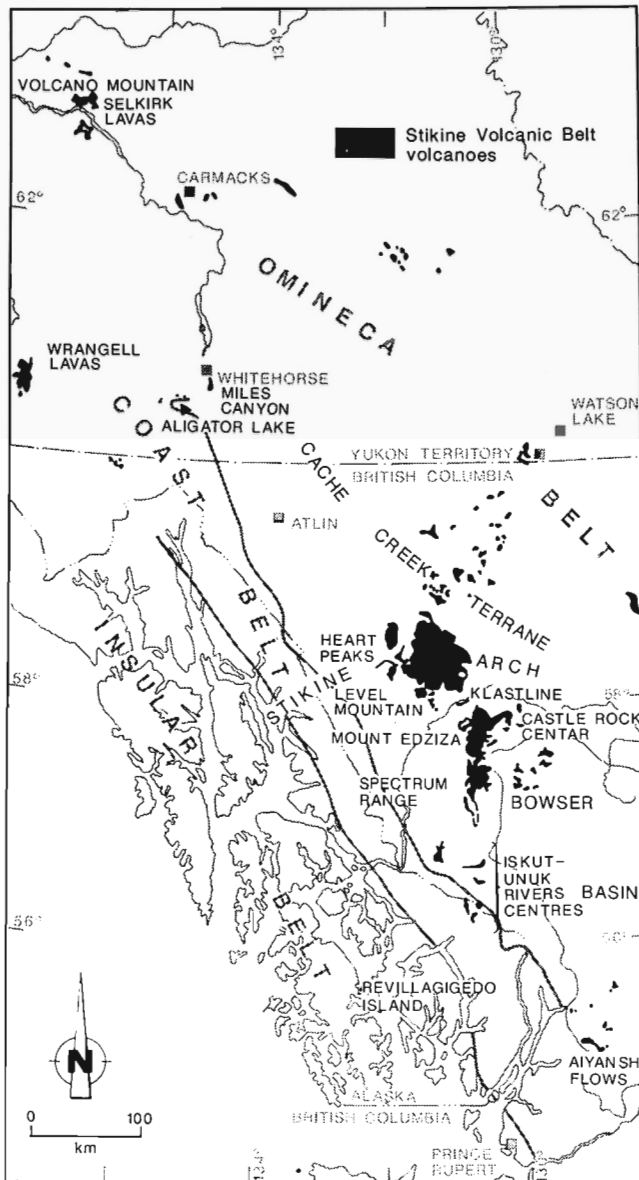 134°
130°
VOLCANO MOUNTAIN
SELKIRK
LAVAS
Stikine Volcanic Belt
volcanoes
CARMACKS
62°
62°
OMINECA
WRANGELL
LAVAS
WHITEHORSE
MILES
CANYON
ALIGATOR LAKE
WATSON
LAKE
COAST
CACHE
YUKON TERRITORY
BRITISH COLUMBIA
BELT
ATLIN
CREEK
TERRANE
BELT
INSULAR
HEART
PEAKS
ARCH
STIKINE
58°
58°
LEVEL
MOUNTAIN
KLASTLINE
MOUNT EDZIZA
CASTLE ROCK
CENTAR
SPECTRUM
RANGE
BOWSER
ISKUT-
UNUK
RIVERS
CENTRES
BASIN
56°
BELT
REVILLAGIGEDO
ISLAND
N
AIYANSH
FLOWS
0 100
km
ALASKA
BRITISH COLUMBIA
PRINCE
RUPERT
134°